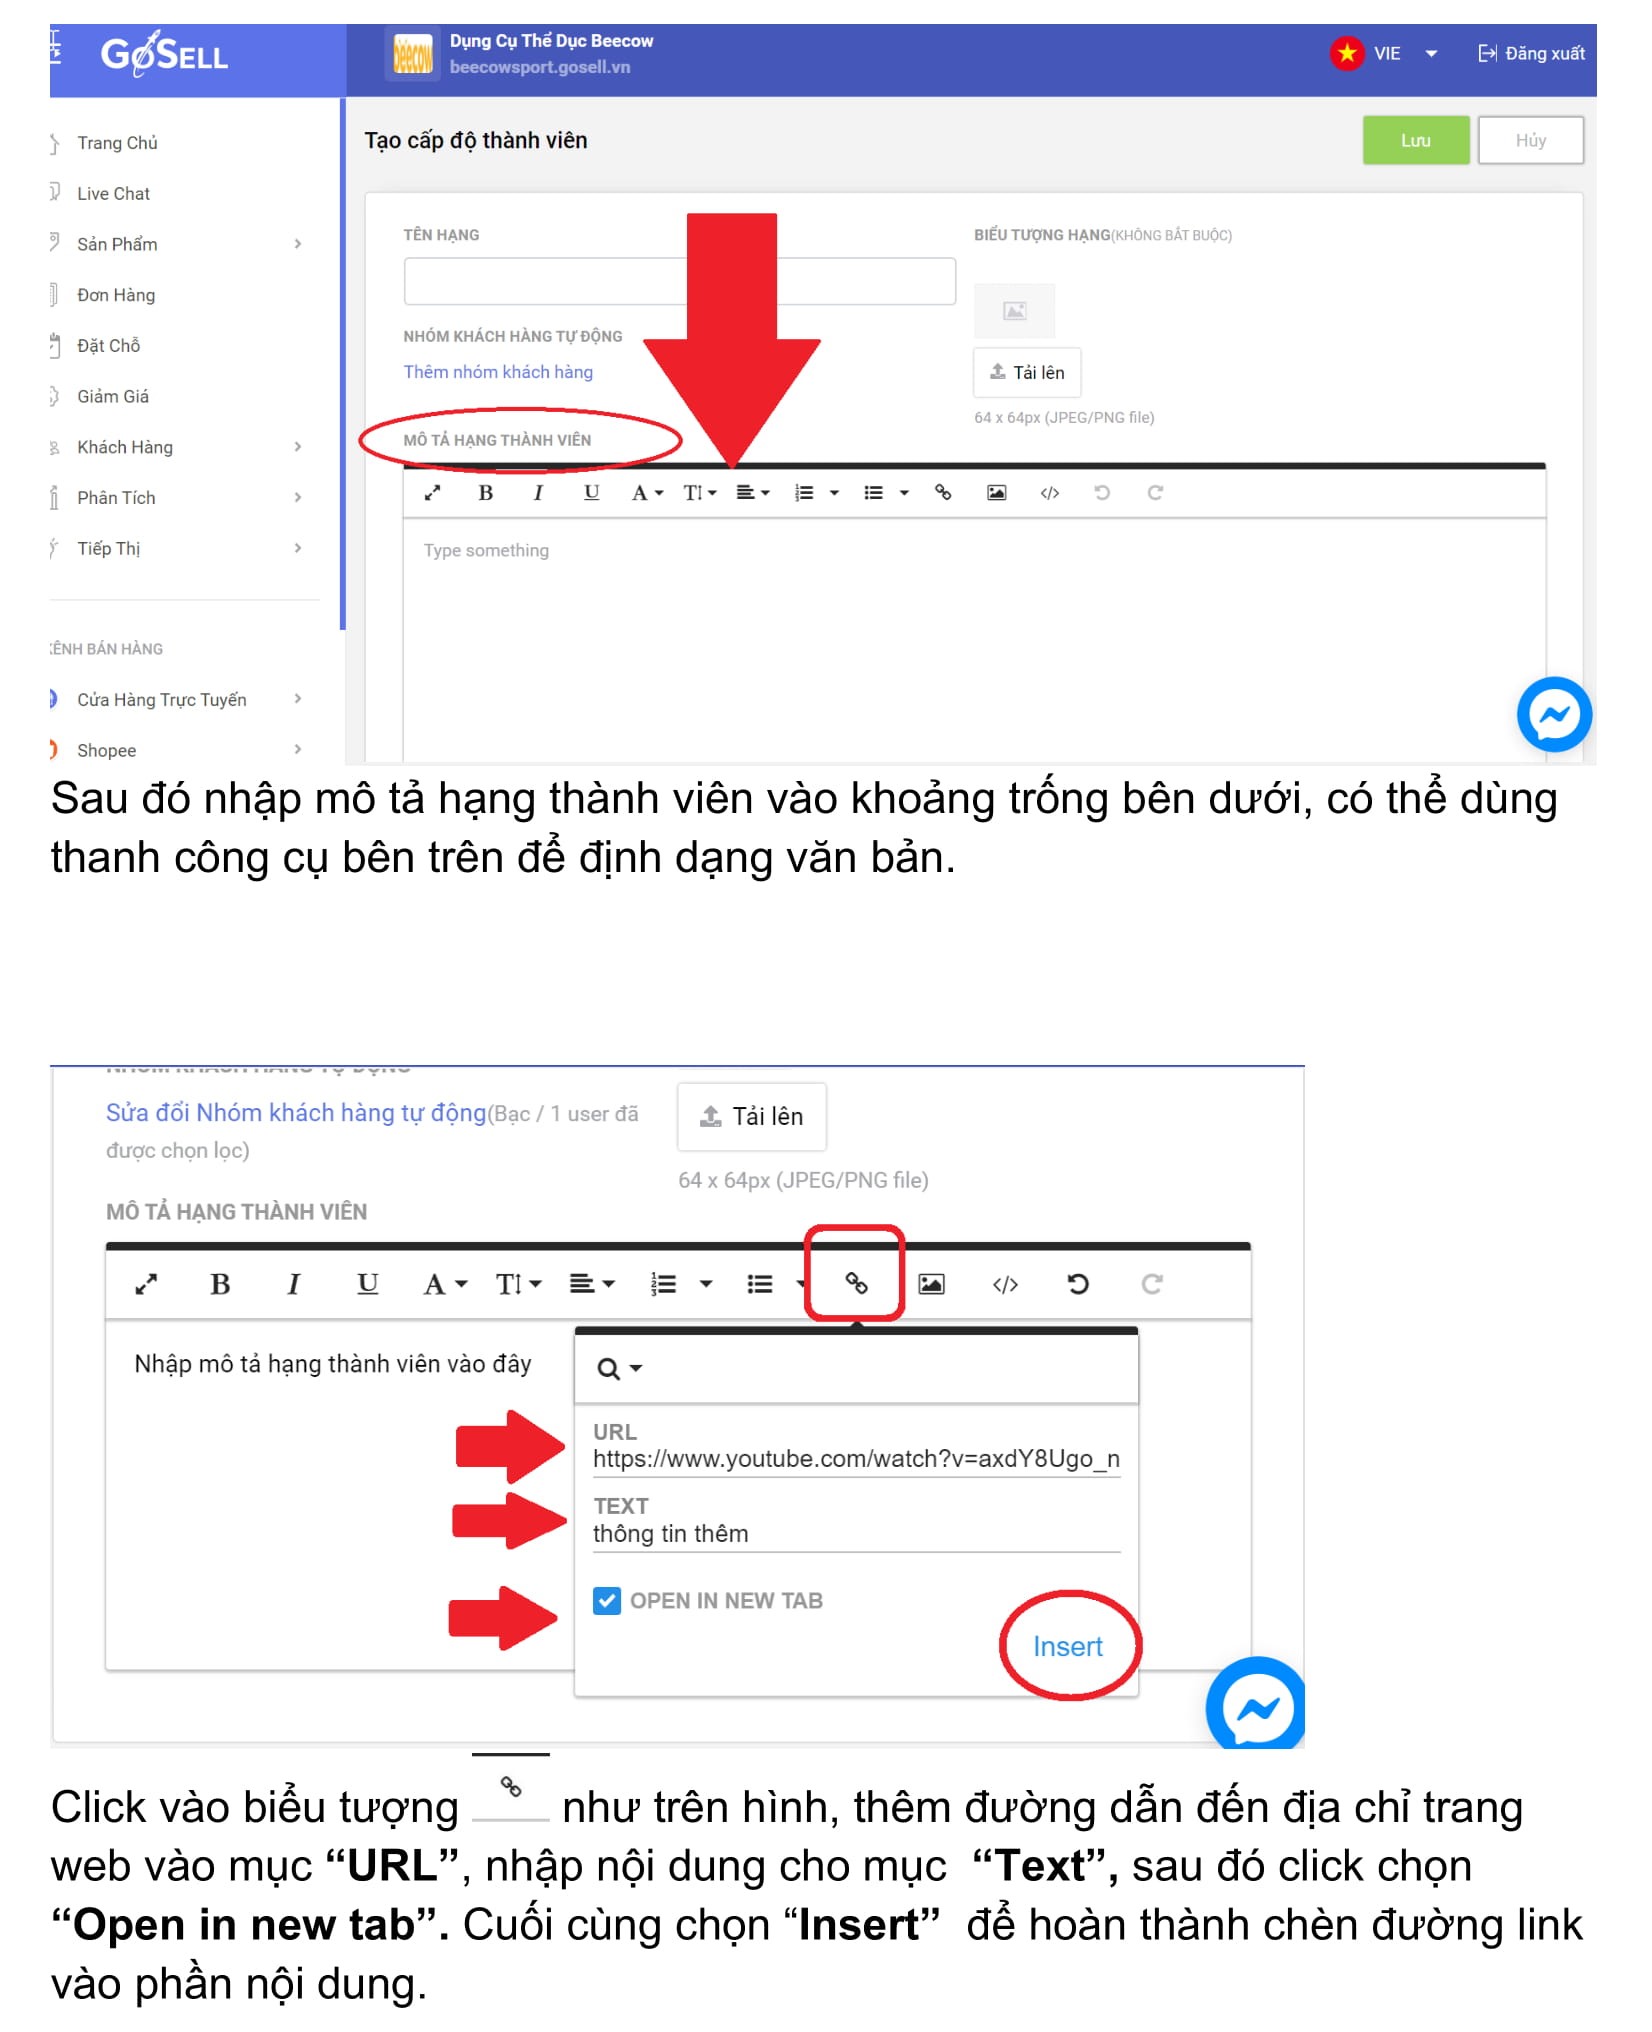 GoSELL
Dụng Cụ Thể Dục Beecow
beecow
beecowsport.gosell.vn
VIE
Đăng xuất
Trang Chủ
Live Chat
Sản Phẩm
Đơn Hàng
Đặt Chỗ
Giảm Giá
Khách Hàng
Phân Tích
Tiếp Thị
KÊNH BÁN HÀNG
Cửa Hàng Trực Tuyến
Shopee
Tạo cấp độ thành viên
Lưu
Hủy
TÊN HẠNG
BIỂU TƯỢNG HẠNG(KHÔNG BẮT BUỘC)
NHÓM KHÁCH HÀNG TỰ ĐỘNG
Thêm nhóm khách hàng
Tải lên
64 x 64px (JPEG/PNG file)
MÔ TẢ HẠNG THÀNH VIÊN
Type something
Sau đó nhập mô tả hạng thành viên vào khoảng trống bên dưới, có thể dùng
thanh công cụ bên trên để định dạng văn bản.
Sửa đổi Nhóm khách hàng tự động(Bạc / 1 user đã
được chọn lọc)
Tải lên
64 x 64px (JPEG/PNG file)
MÔ TẢ HẠNG THÀNH VIÊN
Nhập mô tả hạng thành viên vào đây
URL
https://www.youtube.com/watch?v=axdY8Ugo_n
TEXT
thông tin thêm
OPEN IN NEW TAB
Insert
Click vào biểu tượng như trên hình, thêm đường dẫn đến địa chỉ trang
web vào mục “URL”, nhập nội dung cho mục “Text”, sau đó click chọn
“Open in new tab”. Cuối cùng chọn “Insert” để hoàn thành chèn đường link
vào phần nội dung.